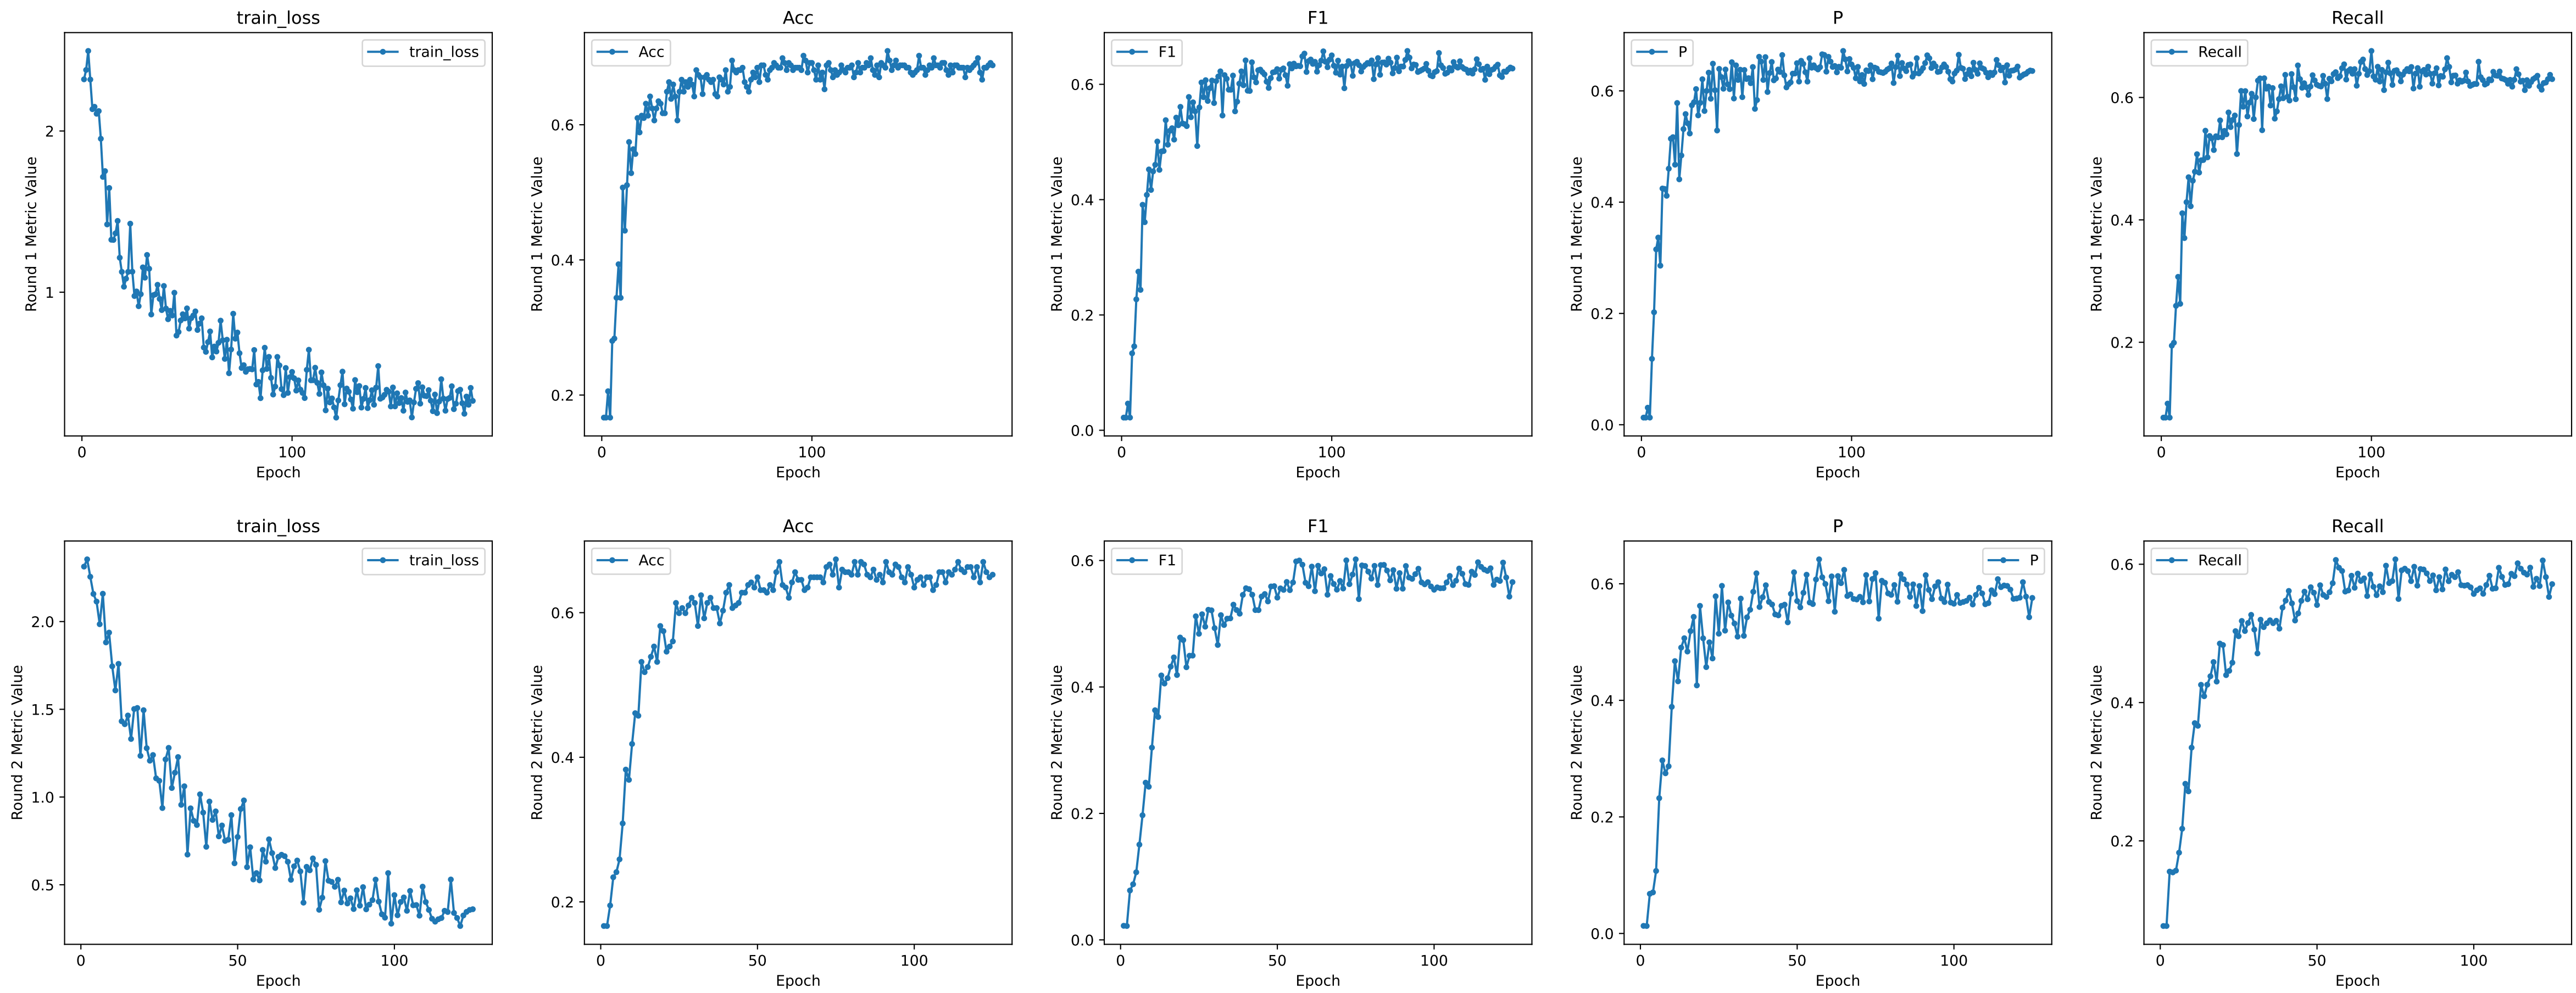 train_loss
train_loss
Round 1 Metric Value
2
1
0
100
Epoch
Acc
Acc
Round 1 Metric Value
0.6
0.4
0.2
0
100
Epoch
F1
F1
Round 1 Metric Value
0.6
0.4
0.2
0.0
0
100
Epoch
P
P
Round 1 Metric Value
0.6
0.4
0.2
0.0
0
100
Epoch
Recall
Recall
Round 1 Metric Value
0.6
0.4
0.2
0
100
Epoch
train_loss
train_loss
Round 2 Metric Value
2.0
1.5
1.0
0.5
0
50
100
Epoch
Acc
Acc
Round 2 Metric Value
0.6
0.4
0.2
0
50
100
Epoch
F1
F1
Round 2 Metric Value
0.6
0.4
0.2
0.0
0
50
100
Epoch
P
P
Round 2 Metric Value
0.6
0.4
0.2
0.0
0
50
100
Epoch
Recall
Recall
Round 2 Metric Value
0.6
0.4
0.2
0
50
100
Epoch